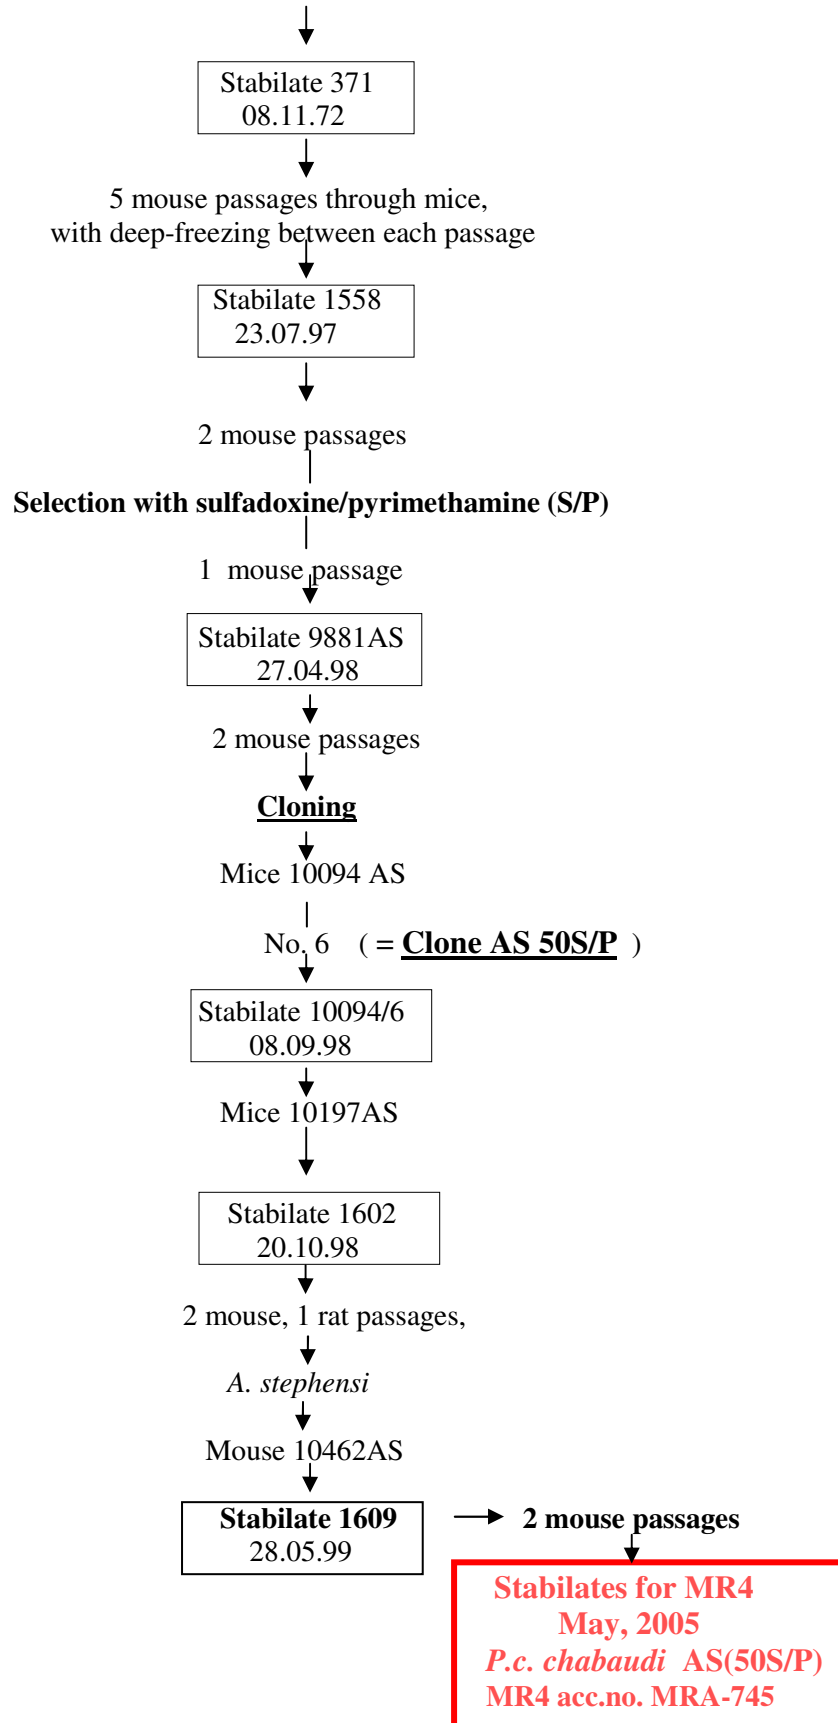 Stabilate 371
08.11.72
5 mouse passages through mice,
with deep-freezing between each passage
Stabilate 1558
23.07.97
2 mouse passages
Selection with sulfadoxine/pyrimethamine (S/P)
1 mouse passage
Stabilate 9881AS
27.04.98
2 mouse passages
Cloning
Mice 10094 AS
No. 6 ( = Clone AS 50S/P )
Stabilate 10094/6
08.09.98
Mice 10197AS
Stabilate 1602
20.10.98
2 mouse, 1 rat passages,
A. stephensi
Mouse 10462AS
Stabilate 1609
28.05.99
2 mouse passages
Stabilates for MR4
May, 2005
P.c. chabaudi AS(50S/P)
MR4 acc.no. MRA-745